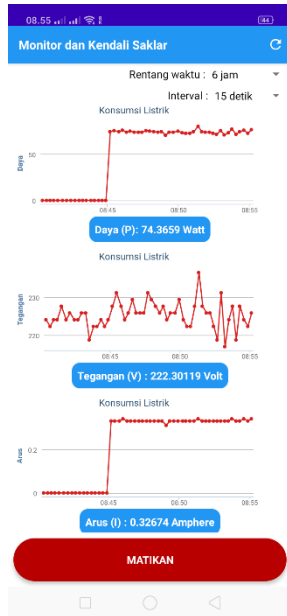 08.55
44
Monitor dan Kendali Saklar
Rentang waktu : 6 jam
Interval : 15 detik
Konsumsi Listrik
Daya
50
0
08:45 08:50 08:55
Daya (P): 74.3659 Watt
Konsumsi Listrik
Tegangan
230
220
08:45 08:50 08:55
Tegangan (V) : 222.30119 Volt
Konsumsi Listrik
Arus
0.2
0
08:45 08:50 08:55
Arus (I) : 0.32674 Amphere
MATIKAN